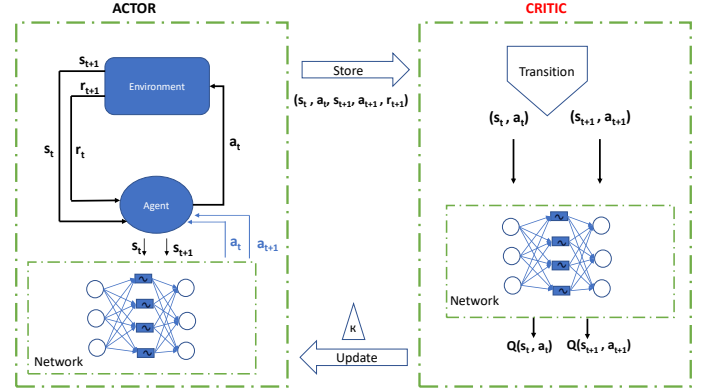 ACTOR
CRITIC
s_{t+1}
Environment
r_{t+1}
s_t
r_t
a_t
Agent
s_t
s_{t+1}
a_t
a_{t+1}
Network
Store
(s_t , a_t, s_{t+1}, a_{t+1} , r_{t+1})
κ
Update
Transition
(s_t , a_t)
(s_{t+1} , a_{t+1})
Network
Q(s_t , a_t)
Q(s_{t+1} , a_{t+1})